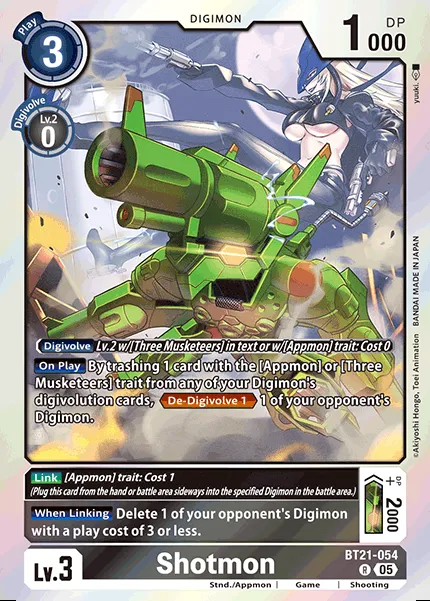 DIGIMON
Play
3
1 000
DP
Digivolve
Lv.2
0
yuuki.
Digivolve Lv.2 w/[Three Musketeers] in text or w/[Appmon] trait: Cost 0
On Play By trashing 1 card with the [Appmon] or [Three
Musketeers] trait from any of your Digimon's
digivolution cards, De-Digivolve 1 1 of your opponent's
Digimon.
©Akiyoshi Hongo, Toei Animation BANDAI MADE IN JAPAN
Link [Appmon] trait: Cost 1
(Plug this card from the hand or battle area sideways into the specified Digimon in the battle area.)
When Linking Delete 1 of your opponent's Digimon
with a play cost of 3 or less.
DP
+2000
Lv.3
Shotmon
BT21-054
R 05
Stnd./Appmon | Game | Shooting